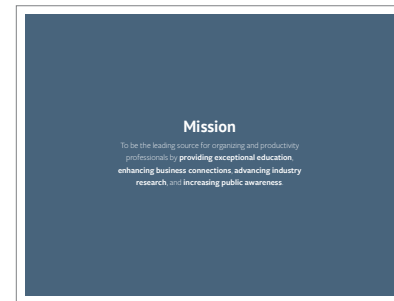 Mission
To be the leading source for organizing and productivity
professionals by providing exceptional education,
enhancing business connections, advancing industry
research, and increasing public awareness.